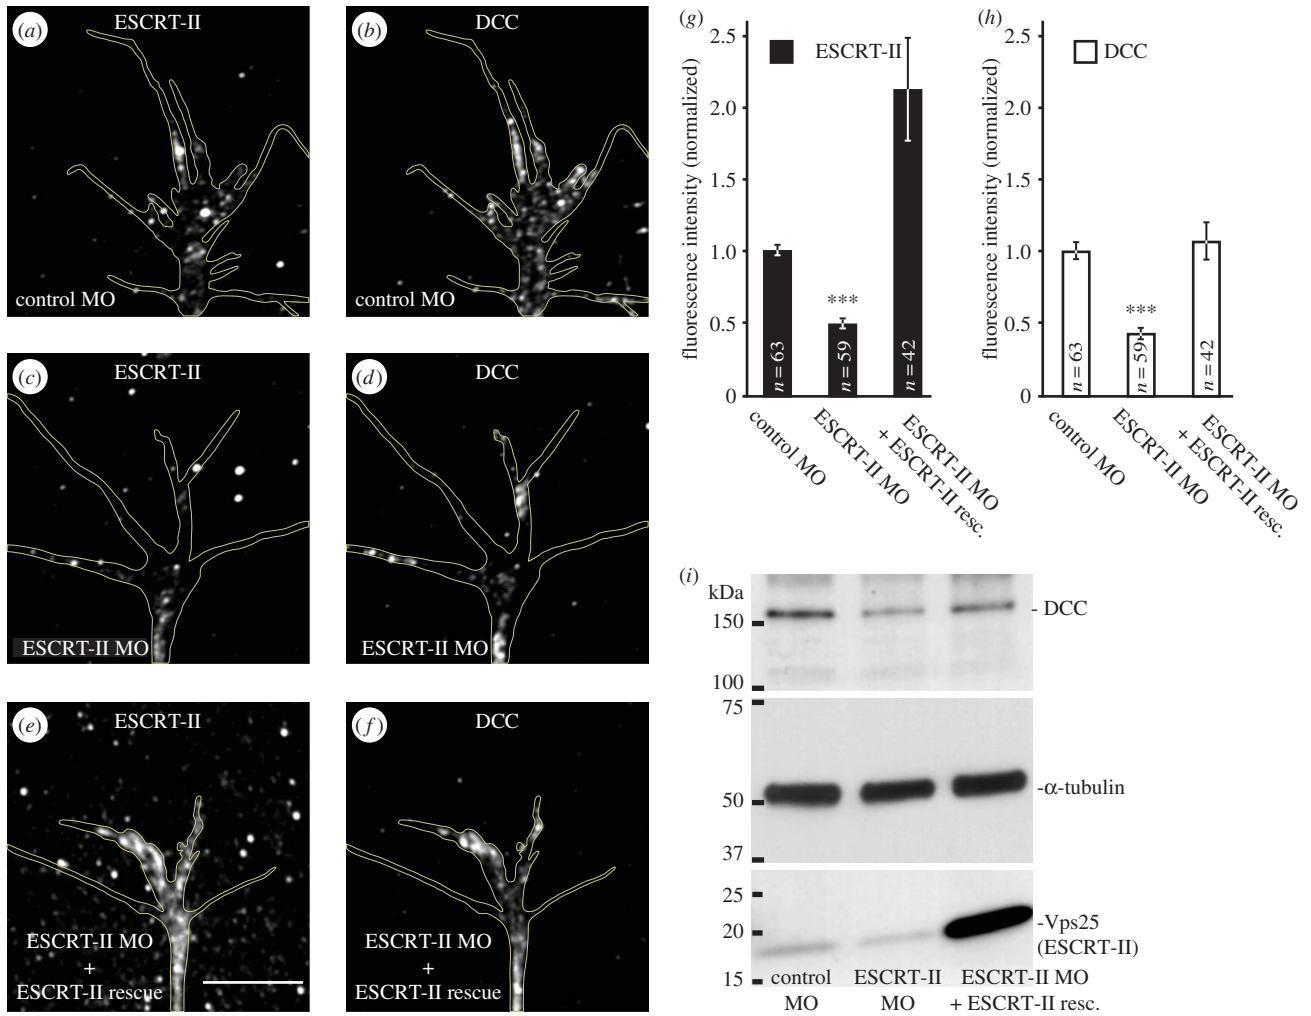 (a) ESCRT-II
control MO
(b) DCC
control MO
(c) ESCRT-II
ESCRT-II MO
(d) DCC
ESCRT-II MO
(e) ESCRT-II
ESCRT-II MO
+
ESCRT-II rescue
(f) DCC
ESCRT-II MO
+
ESCRT-II rescue
(g)
fluorescence intensity (normalized)
2.5
2.0
1.5
1.0
0.5
0
ESCRT-II
***
n = 63
n = 59
n = 42
control MO
ESCRT-II MO
ESCRT-II MO
+ ESCRT-II resc.
(h)
fluorescence intensity (normalized)
2.5
2.0
1.5
1.0
0.5
0
DCC
***
n = 63
n = 59
n = 42
control MO
ESCRT-II MO
ESCRT-II MO
+ ESCRT-II resc.
(i)
kDa
150
100
- DCC
75
50
37
-α-tubulin
25
20
15
-Vps25
(ESCRT-II)
control
MO
ESCRT-II
MO
ESCRT-II MO
+ ESCRT-II resc.